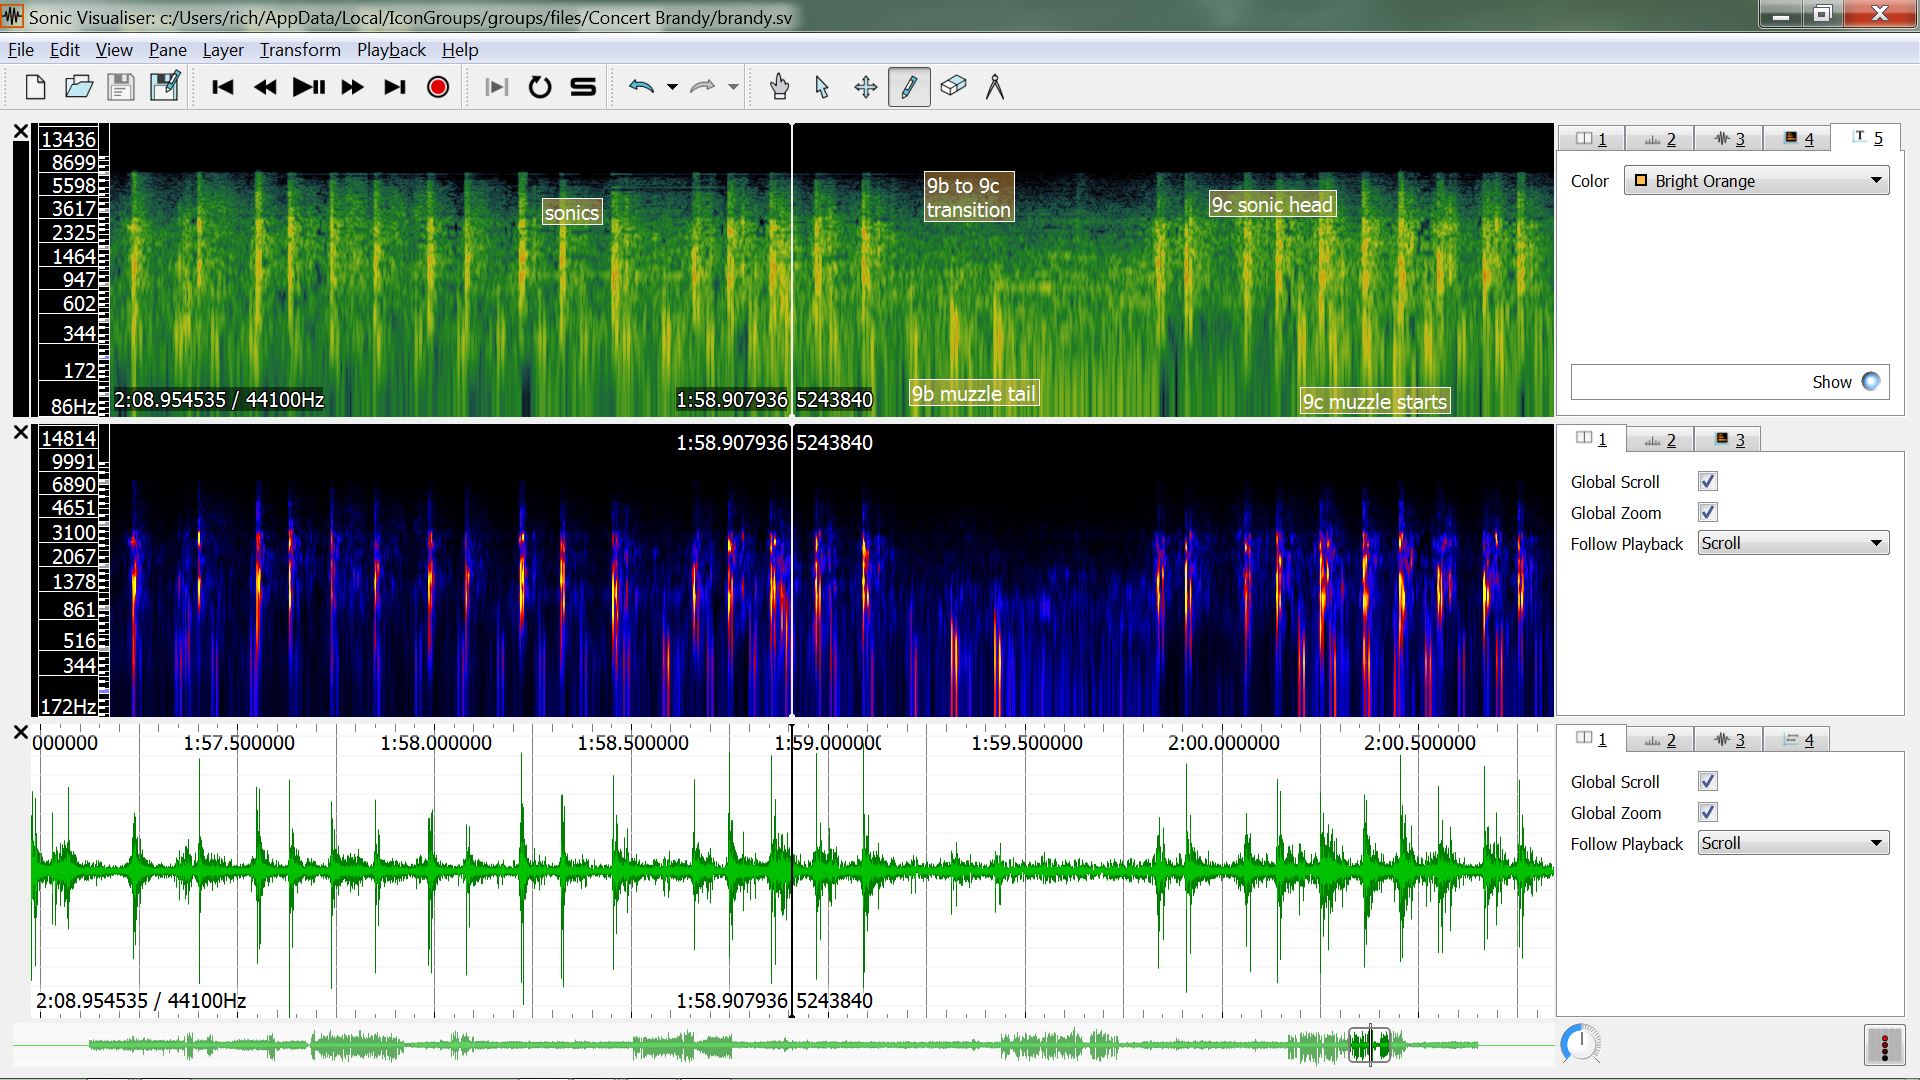 Sonic Visualiser: c:/Users/rich/AppData/Local/IconGroups/groups/files/Concert Brandy/brandy.sv
File Edit View Pane Layer Transform Playback Help
13436
8699
5598
3617
2325
1464
947
602
344
172
86Hz
sonics
9b to 9c
transition
9c sonic head
9b muzzle tail
9c muzzle starts
2:08.954535 / 44100Hz
1:58.907936 5243840
1 2 3 4 T 5
Color Bright Orange
Show
14814
9991
6890
4651
3100
2067
1378
861
516
344
172Hz
1:58.907936 5243840
1 2 3
Global Scroll
Global Zoom
Follow Playback Scroll
000000 1:57.500000 1:58.000000 1:58.500000 1:59.000000 1:59.500000 2:00.000000 2:00.500000
2:08.954535 / 44100Hz
1:58.907936 5243840
1 2 3 4
Global Scroll
Global Zoom
Follow Playback Scroll